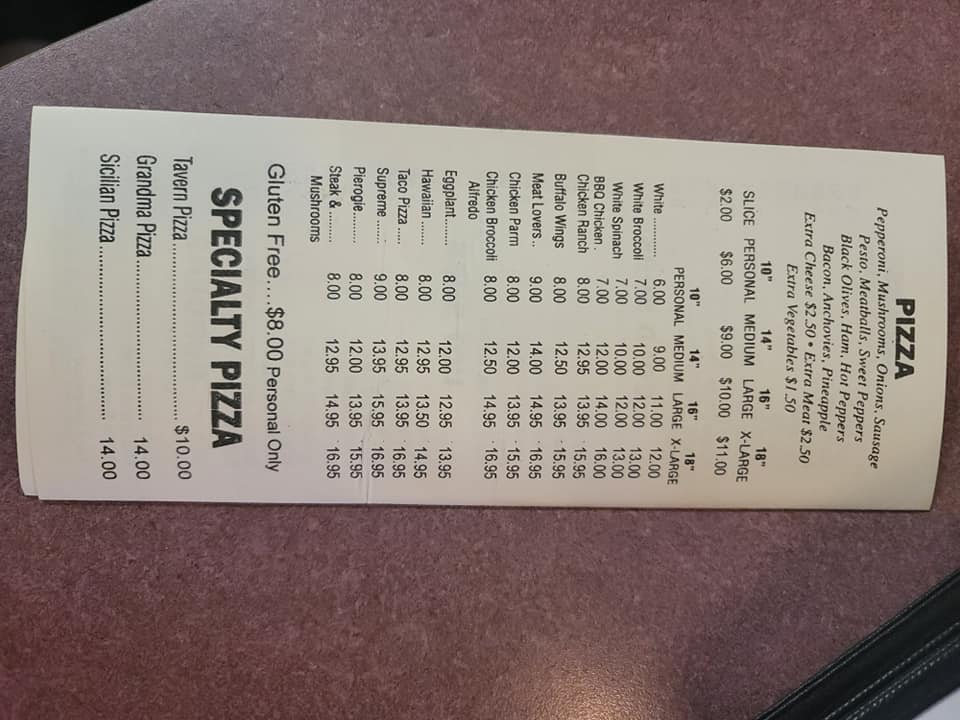 PIZZA
Pepperoni, Mushrooms, Onions, Sausage
Pesto, Meatballs, Sweet Peppers
Black Olives, Ham, Hot Peppers
Bacon, Anchovies, Pineapple
Extra Cheese $2.50 • Extra Meat $2.50
Extra Vegetables $1.50
10" 14" 16" 18"
SLICE PERSONAL MEDIUM LARGE X-LARGE
$2.00 $6.00 $9.00 $10.00 $11.00
10" 14" 16" 18"
PERSONAL MEDIUM LARGE X-LARGE
White ........... 6.00 9.00 11.00 12.00
White Broccoli 7.00 10.00 12.00 13.00
White Spinach 7.00 10.00 12.00 13.00
BBQ Chicken . 7.00 12.00 14.00 16.00
Chicken Ranch 8.00 12.95 13.95 15.95
Buffalo Wings 8.00 12.50 13.95 15.95
Meat Lovers .. 9.00 14.00 14.95 16.95
Chicken Parm 8.00 12.00 13.95 15.95
Chicken Broccoli 8.00 12.50 14.95 16.95
Alfredo
Eggplant....... 8.00 12.00 12.95 13.95
Hawaiian ....... 8.00 12.95 13.50 14.95
Taco Pizza ..... 8.00 12.95 13.95 16.95
Supreme ....... 9.00 13.95 15.95 16.95
Pierogie......... 8.00 12.00 13.95 15.95
Steak & ......... 8.00 12.95 14.95 16.95
Mushrooms
Gluten Free.... $8.00 Personal Only
SPECIALTY PIZZA
Tavern Pizza ........................................ $10.00
Grandma Pizza..................................... 14.00
Sicilian Pizza ....................................... 14.00